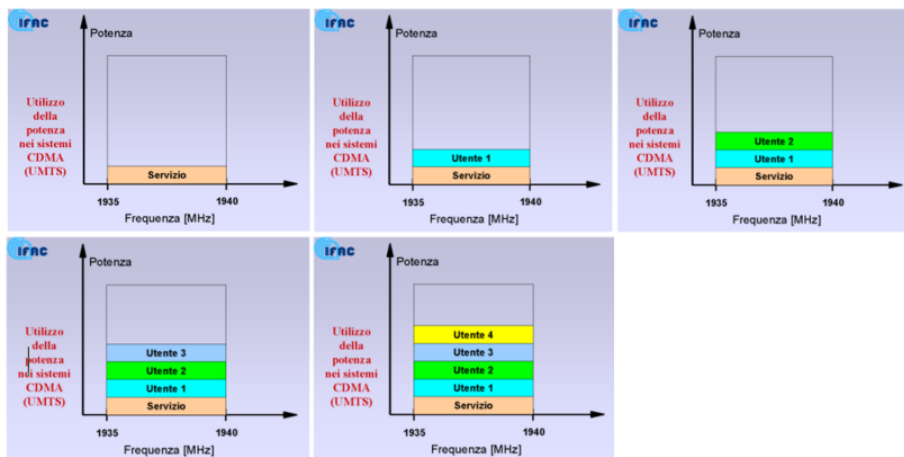 IFAC
Potenza
Utilizzo
della
potenza
nei sistemi
CDMA
(UMTS)
Servizio
1935
1940
Frequenza [MHz]
IFAC
Potenza
Utilizzo
della
potenza
nei sistemi
CDMA
(UMTS)
Utente 1
Servizio
1935
1940
Frequenza [MHz]
IFAC
Potenza
Utilizzo
della
potenza
nei sistemi
CDMA
(UMTS)
Utente 2
Utente 1
Servizio
1935
1940
Frequenza [MHz]
IFAC
Potenza
Utilizzo
della
potenza
nei sistemi
CDMA
(UMTS)
Utente 3
Utente 2
Utente 1
Servizio
1935
1940
Frequenza [MHz]
IFAC
Potenza
Utilizzo
della
potenza
nei sistemi
CDMA
(UMTS)
Utente 4
Utente 3
Utente 2
Utente 1
Servizio
1935
1940
Frequenza [MHz]